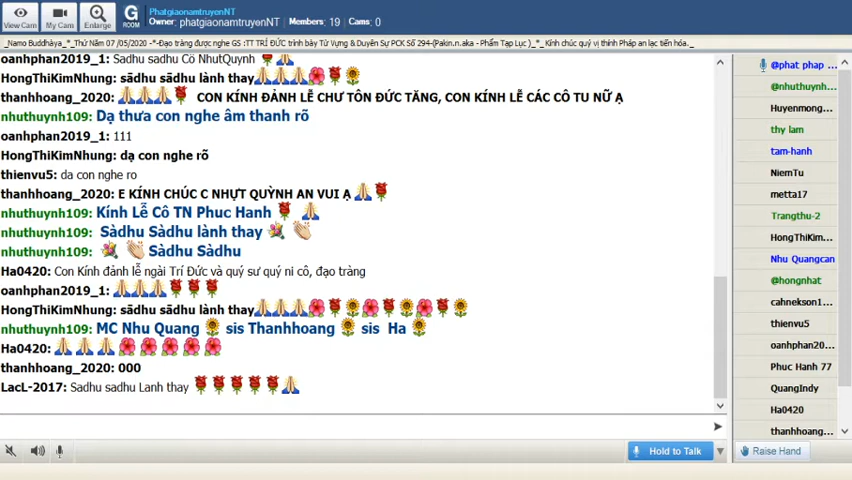 View Cam
My Cam
Enlarge
G
ROOM
PhatgiaonamtruyenNT
Owner: phatgiaonamtruyenNT Members: 19 Cams: 0
_Namo Buddhàya_*_Thứ Năm 07 /05/2020 -*-Đạo tràng được nghe GS :TT TRÍ ĐỨC trình bày Tứ Vựng & Duyên Sự PCK Số 294-(Pakin.n.aka - Phẩm Tạp Lục )_*_ Kính chúc quý vị thính Pháp an lạc tiến hóa._
oanhphan2019_1: Sadhu sadhu Cô NhutQuỳnh
HongThiKimNhung: sādhu sādhu lành thay
thanhhoang_2020: CON KÍNH ĐẢNH LỄ CHƯ TÔN ĐỨC TĂNG, CON KÍNH LỄ CÁC CÔ TU NỮ Ạ
nhuthuynh109: Dạ thưa con nghe âm thanh rõ
oanhphan2019_1: 111
HongThiKimNhung: dạ con nghe rõ
thienvu5: da con nghe ro
thanhhoang_2020: E KÍNH CHÚC C NHỰT QUỲNH AN VUI Ạ
nhuthuynh109: Kính Lễ Cô TN Phuc Hanh
nhuthuynh109: Sàdhu Sàdhu lành thay
nhuthuynh109: Sàdhu Sàdhu
Ha0420: Con Kính đảnh lễ ngài Trí Đức và quý sư quý ni cô, đạo tràng
oanhphan2019_1:
HongThiKimNhung: sādhu sādhu lành thay
nhuthuynh109: MC Nhu Quang sis Thanhhoang sis Ha
Ha0420:
thanhhoang_2020: 000
LacL-2017: Sadhu sadhu Lanh thay
Hold to Talk
@phat phap ...
@nhuthuynh...
Huyenmong...
thy lam
tam-hanh
NiemTu
metta17
Trangthu-2
HongThiKim...
Nhu Quangcan
@hongnhat
cahnekson1...
thienvu5
oanhphan20...
Phuc Hanh 77
QuangIndy
Ha0420
thanhhoang...
Raise Hand